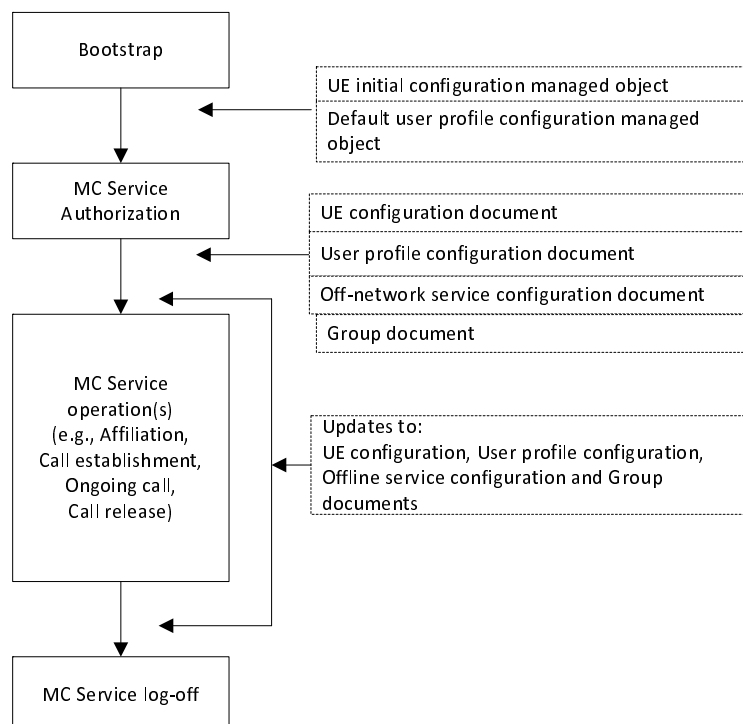 Bootstrap
UE initial configuration managed object
Default user profile configuration managed
object
MC Service
Authorization
UE configuration document
User profile configuration document
Off-network service configuration document
Group document
MC Service
operation(s)
(e.g., Affiliation,
Call establishment,
Ongoing call,
Call release)
Updates to:
UE configuration, User profile configuration,
Offline service configuration and Group
documents
MC Service log-off